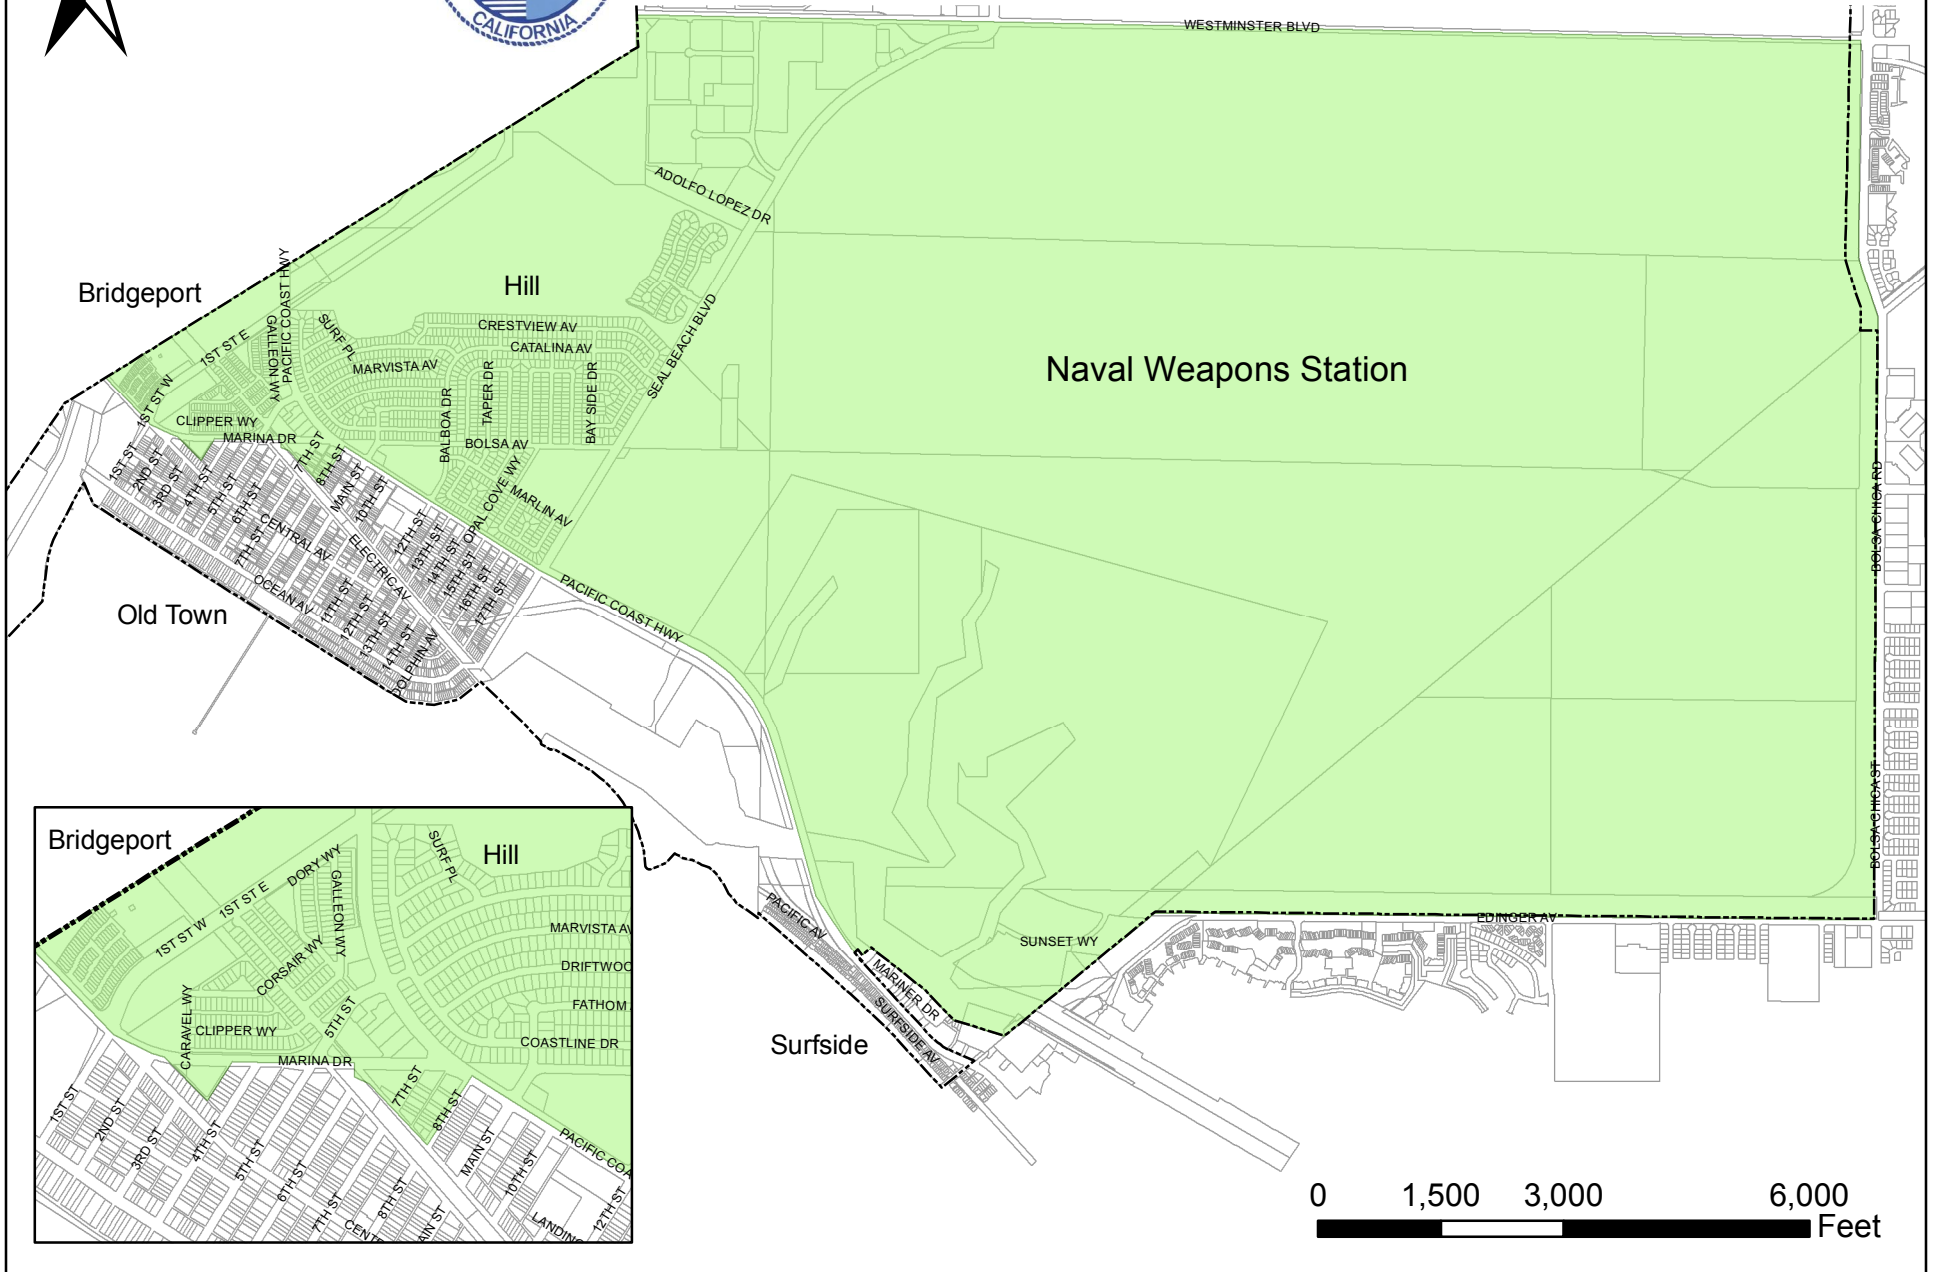 CALIFORNIA
WESTMINSTER BLVD
ADOLFO LOPEZ DR
Bridgeport
Hill
PACIFIC COAST HWY
GALLEON WY
SURF PL
1ST ST E
CRESTVIEW AV
CATALINA AV
SEAL BEACH BLVD
Naval Weapons Station
MARVISTA AV
TAPER DR
BAY SIDE DR
BALBOA DR
1ST ST W
CLIPPER WY
MARINA DR
BOLSA AV
7TH ST
8TH ST
MAIN ST
10TH ST
1ST ST
2ND ST
3RD ST
4TH ST
5TH ST
6TH ST
7TH ST
CENTRAL AV
ELECTRIC AV
OPAL COVE WY
MARLIN AV
12TH ST
13TH ST
14TH ST
15TH ST
16TH ST
17TH ST
BOLSA CHICA RD
OCEAN AV
11TH ST
12TH ST
13TH ST
14TH ST
DOLPHIN AV
PACIFIC COAST HWY
Old Town
BOLSA CHICA ST
PACIFIC AV
EDINGER AV
SUNSET WY
MARINER DR
SURFSIDE AV
Surfside
Bridgeport
Hill
SURF PL
DORY WY
GALLEON WY
1ST ST E
1ST ST W
MARVISTA AV
CORSAIR WY
DRIFTWOO
FATHOM
CARAVEL WY
5TH ST
CLIPPER WY
COASTLINE DR
MARINA DR
7TH ST
8TH ST
1ST ST
2ND ST
3RD ST
4TH ST
5TH ST
6TH ST
7TH ST
8TH ST
MAIN ST
10TH ST
PACIFIC COA
12TH ST
CENT
AIN ST
LANDING
0 1,500 3,000 6,000
Feet